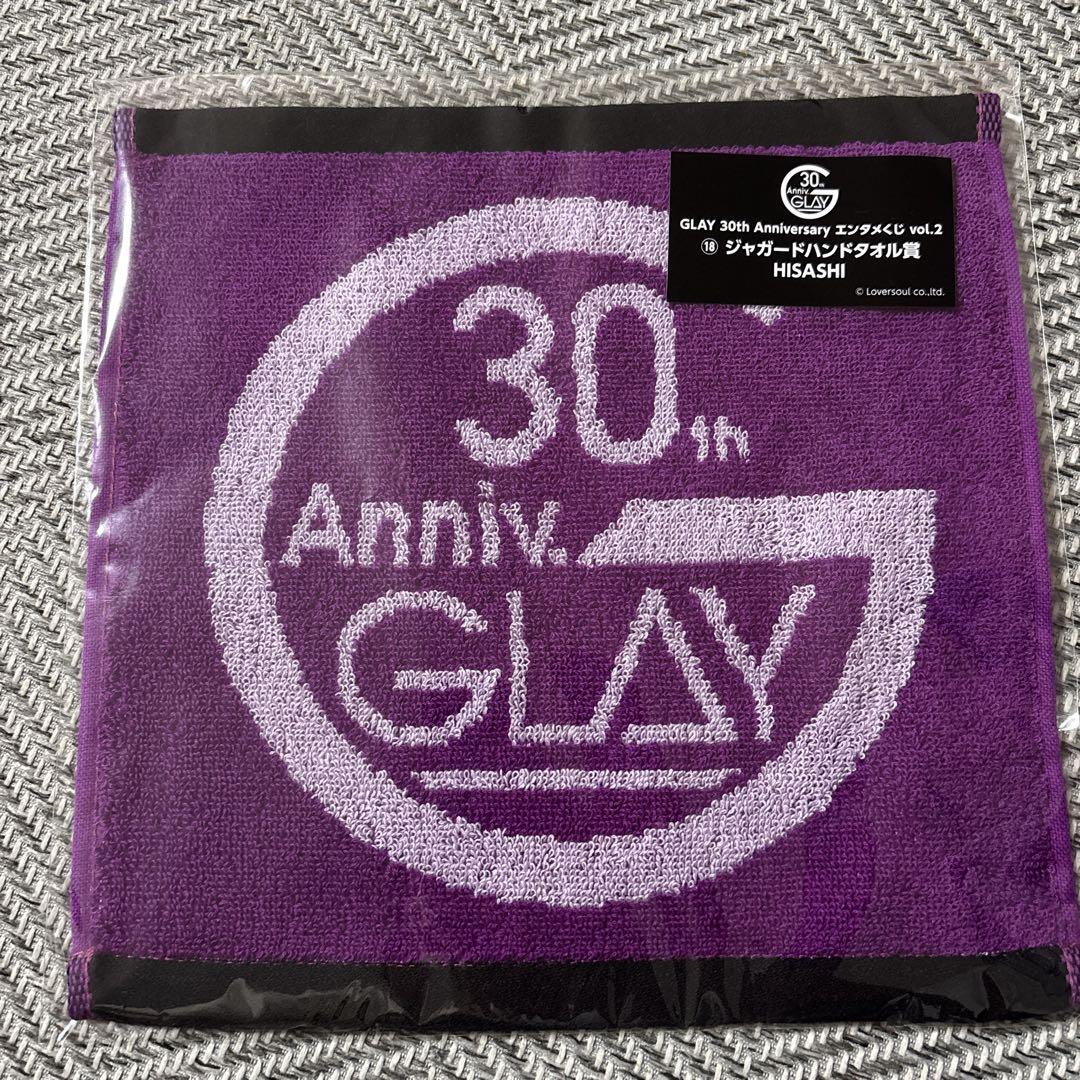 30th
Anniv.
GLAY
GLAY 30th Anniversary エンタメくじ vol.2
⑱ ジャガードハンドタオル賞
HISASHI
© Loversoul co.,ltd.
30th
Anniv.
GLAY